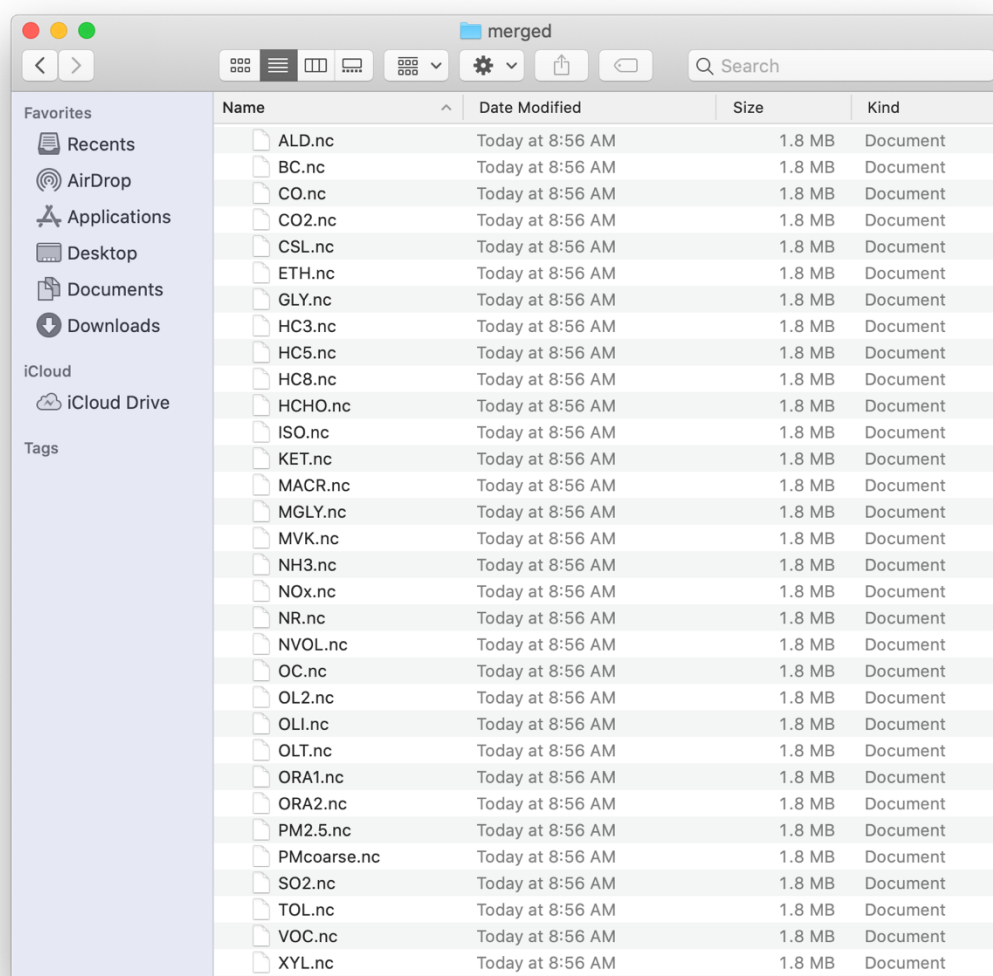 merged
Search
Favorites
Recents
AirDrop
Applications
Desktop
Documents
Downloads
iCloud
iCloud Drive
Tags
Name Date Modified Size Kind
ALD.nc Today at 8:56 AM 1.8 MB Document
BC.nc Today at 8:56 AM 1.8 MB Document
CO.nc Today at 8:56 AM 1.8 MB Document
CO2.nc Today at 8:56 AM 1.8 MB Document
CSL.nc Today at 8:56 AM 1.8 MB Document
ETH.nc Today at 8:56 AM 1.8 MB Document
GLY.nc Today at 8:56 AM 1.8 MB Document
HC3.nc Today at 8:56 AM 1.8 MB Document
HC5.nc Today at 8:56 AM 1.8 MB Document
HC8.nc Today at 8:56 AM 1.8 MB Document
HCHO.nc Today at 8:56 AM 1.8 MB Document
ISO.nc Today at 8:56 AM 1.8 MB Document
KET.nc Today at 8:56 AM 1.8 MB Document
MACR.nc Today at 8:56 AM 1.8 MB Document
MGLY.nc Today at 8:56 AM 1.8 MB Document
MVK.nc Today at 8:56 AM 1.8 MB Document
NH3.nc Today at 8:56 AM 1.8 MB Document
NOx.nc Today at 8:56 AM 1.8 MB Document
NR.nc Today at 8:56 AM 1.8 MB Document
NVOL.nc Today at 8:56 AM 1.8 MB Document
OC.nc Today at 8:56 AM 1.8 MB Document
OL2.nc Today at 8:56 AM 1.8 MB Document
OLI.nc Today at 8:56 AM 1.8 MB Document
OLT.nc Today at 8:56 AM 1.8 MB Document
ORA1.nc Today at 8:56 AM 1.8 MB Document
ORA2.nc Today at 8:56 AM 1.8 MB Document
PM2.5.nc Today at 8:56 AM 1.8 MB Document
PMcoarse.nc Today at 8:56 AM 1.8 MB Document
SO2.nc Today at 8:56 AM 1.8 MB Document
TOL.nc Today at 8:56 AM 1.8 MB Document
VOC.nc Today at 8:56 AM 1.8 MB Document
XYL.nc Today at 8:56 AM 1.8 MB Document